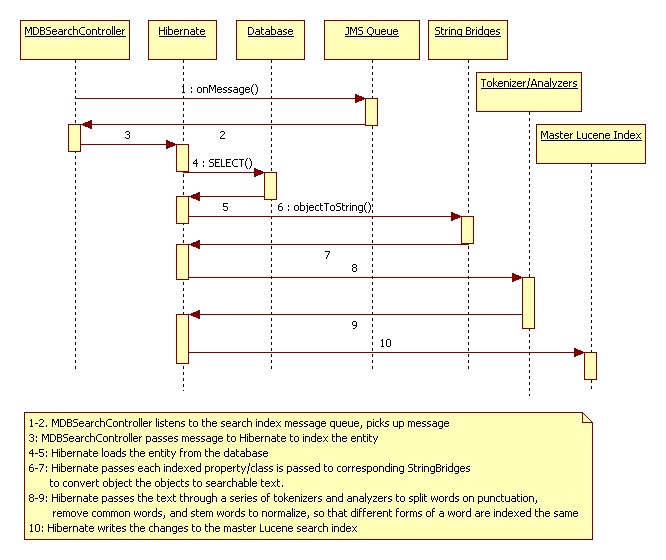 MDBSearchController
Hibernate
Database
JMS Queue
String Bridges
Tokenizer/Analyzers
Master Lucene Index
1 : onMessage()
2
3
4 : SELECT()
5
6 : objectToString()
7
8
9
10
1-2. MDBSearchController listens to the search index message queue, picks up message
3: MDBSearchController passes message to Hibernate to index the entity
4-5: Hibernate loads the entity from the database
6-7: Hibernate passes each indexed property/class is passed to corresponding StringBridges
to convert object the objects to searchable text.
8-9: Hibernate passes the text through a series of tokenizers and analyzers to split words on punctuation,
remove common words, and stem words to normalize, so that different forms of a word are indexed the same
10: Hibernate writes the changes to the master Lucene search index